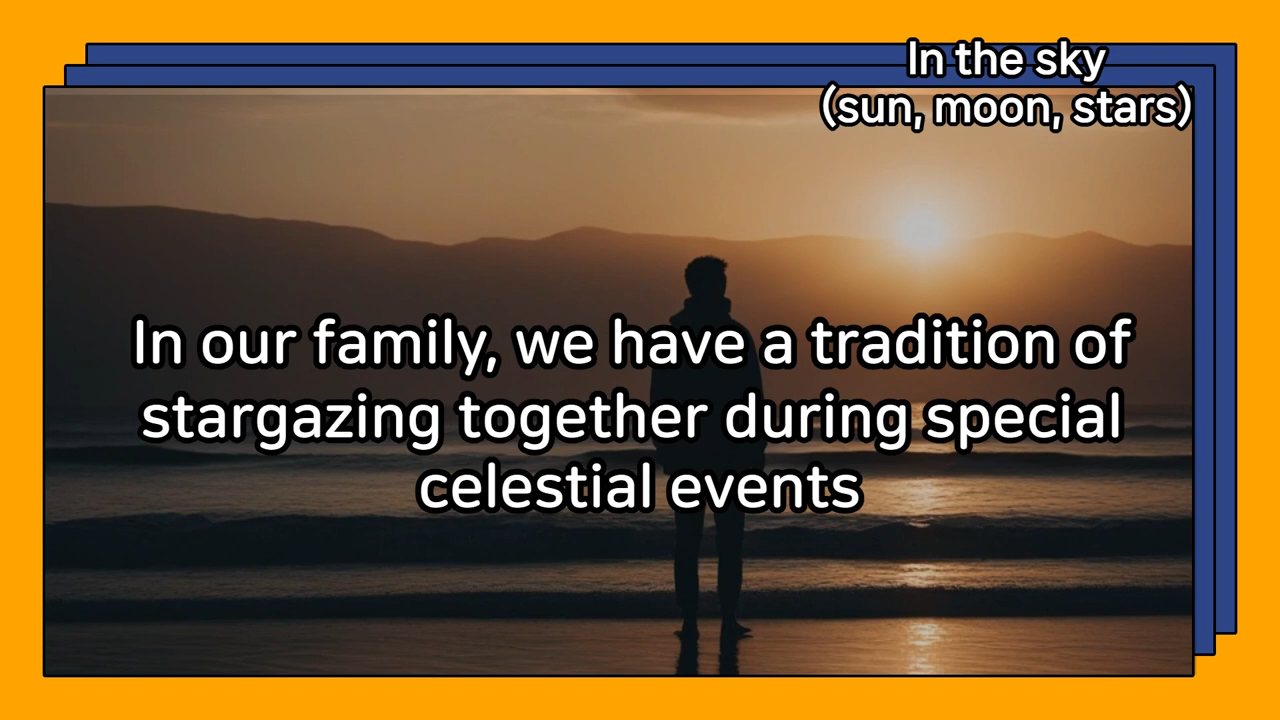 In the sky
(sun, moon, stars)
In our family, we have a tradition of
stargazing together during special
celestial events